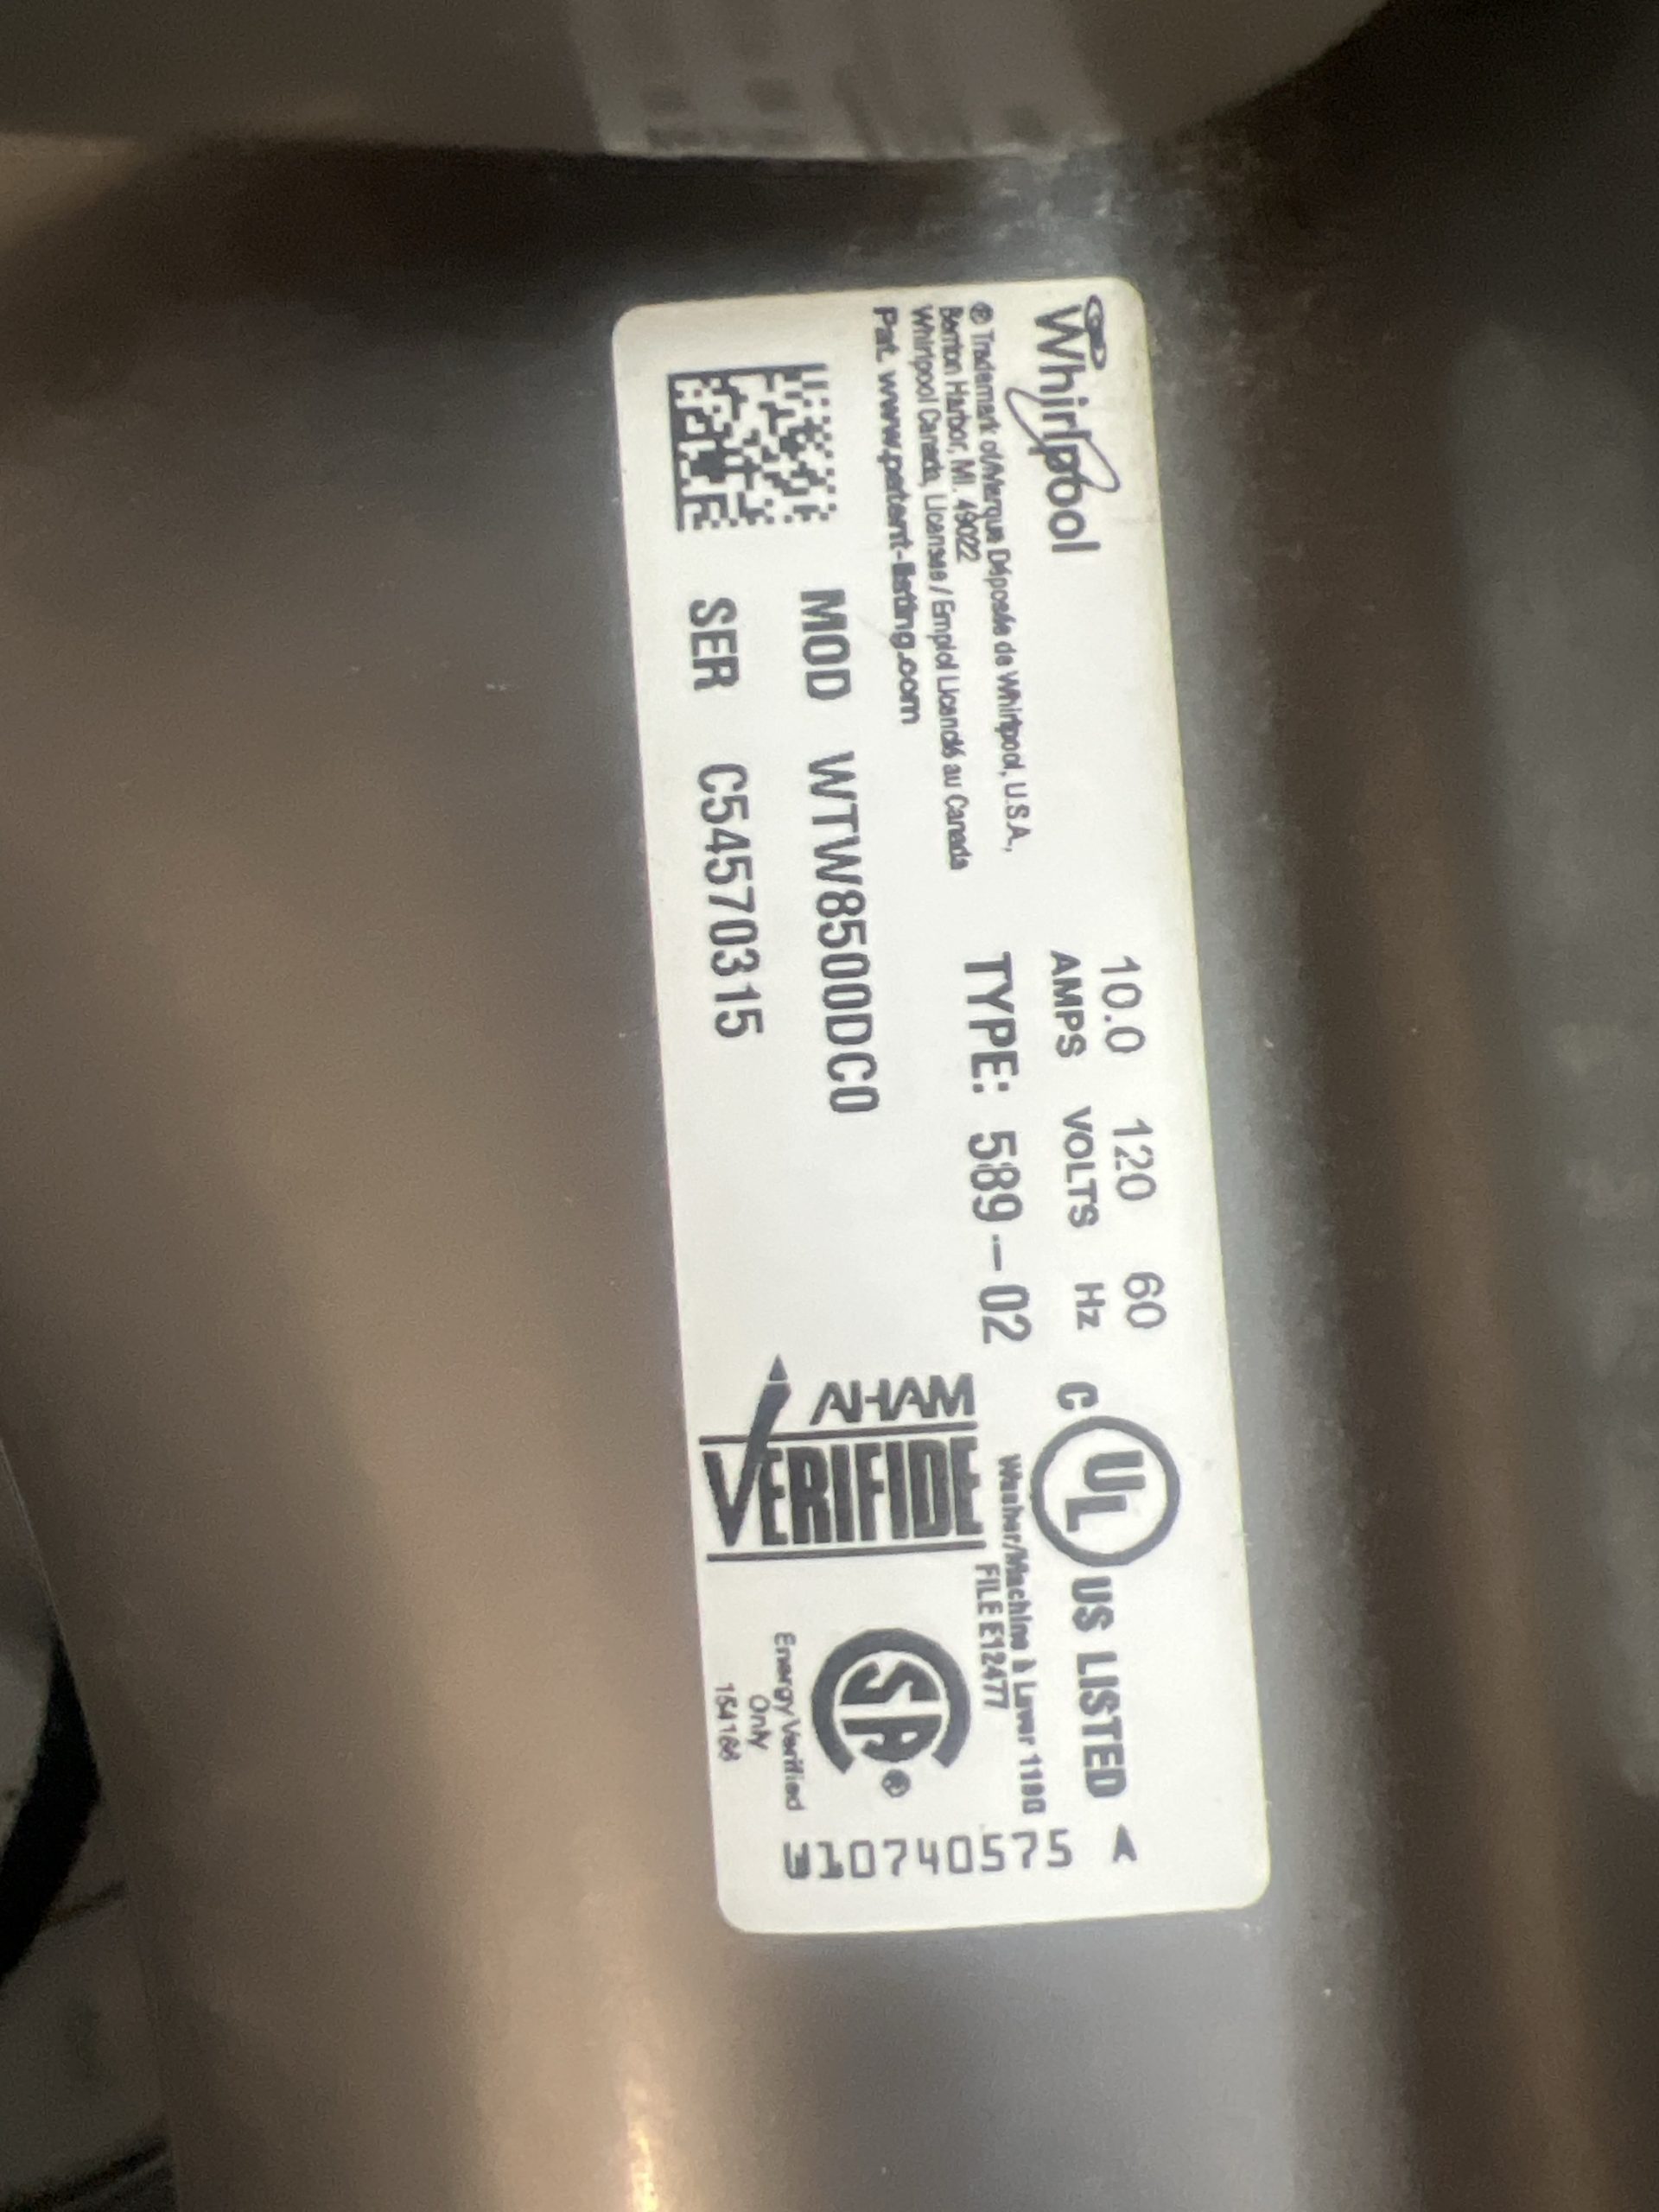 Whirlpool
® Trademark of/Marque Déposée de Whirlpool, U.S.A.,
Benton Harbor, MI. 49022
Whirlpool Canada, Licensee / Emploi Licencié au Canada
Pat. www.patent-listing.com
10.0 120 60
AMPS VOLTS Hz
TYPE: 589-02
MOD WTW8500DC0
SER C54570315
C UL US LISTED
Washer/Machine à Laver
FILE E12477
AHAM
VERIFIDE
SA®
Energy Verified
Only
A